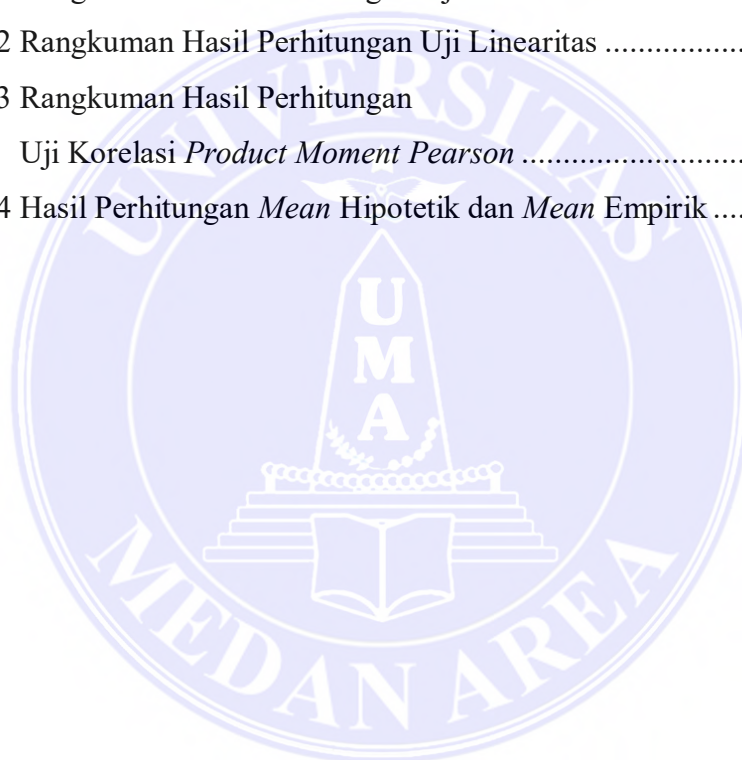 2 Rangkuman Hasil Perhitungan Uji Linearitas ..................
3 Rangkuman Hasil Perhitungan
Uji Korelasi Product Moment Pearson ............................
4 Hasil Perhitungan Mean Hipotetik dan Mean Empirik ....
UNIVERSITAS
U
M
A
MEDAN AREA